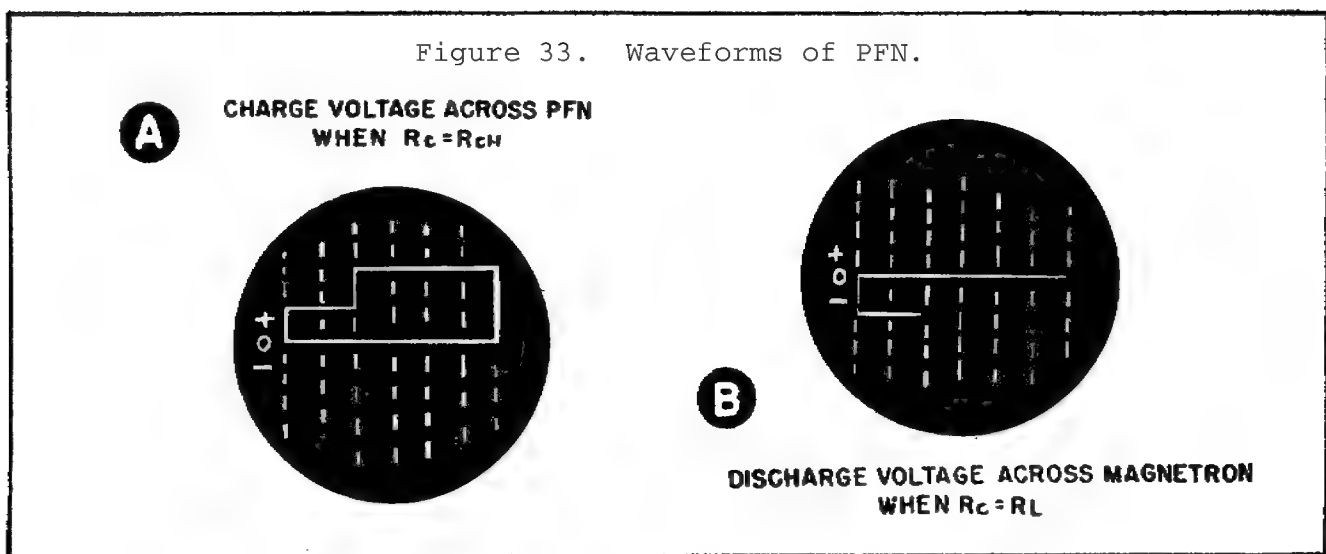 Figure 33. Waveforms of PFN.
A
CHARGE VOLTAGE ACROSS PFN
WHEN Rc=RcH
+
0
-
+
0
-
B
DISCHARGE VOLTAGE ACROSS MAGNETRON
WHEN Rc=RL